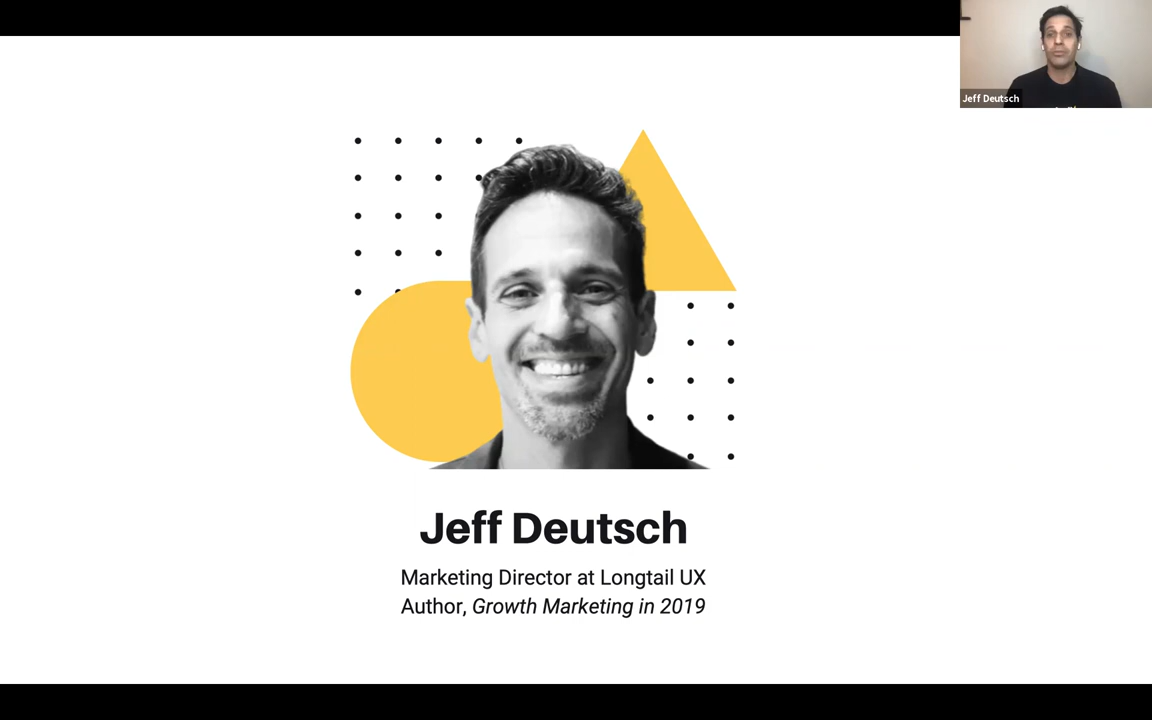 Jeff Deutsch
Jeff Deutsch
Marketing Director at Longtail UX
Author, Growth Marketing in 2019